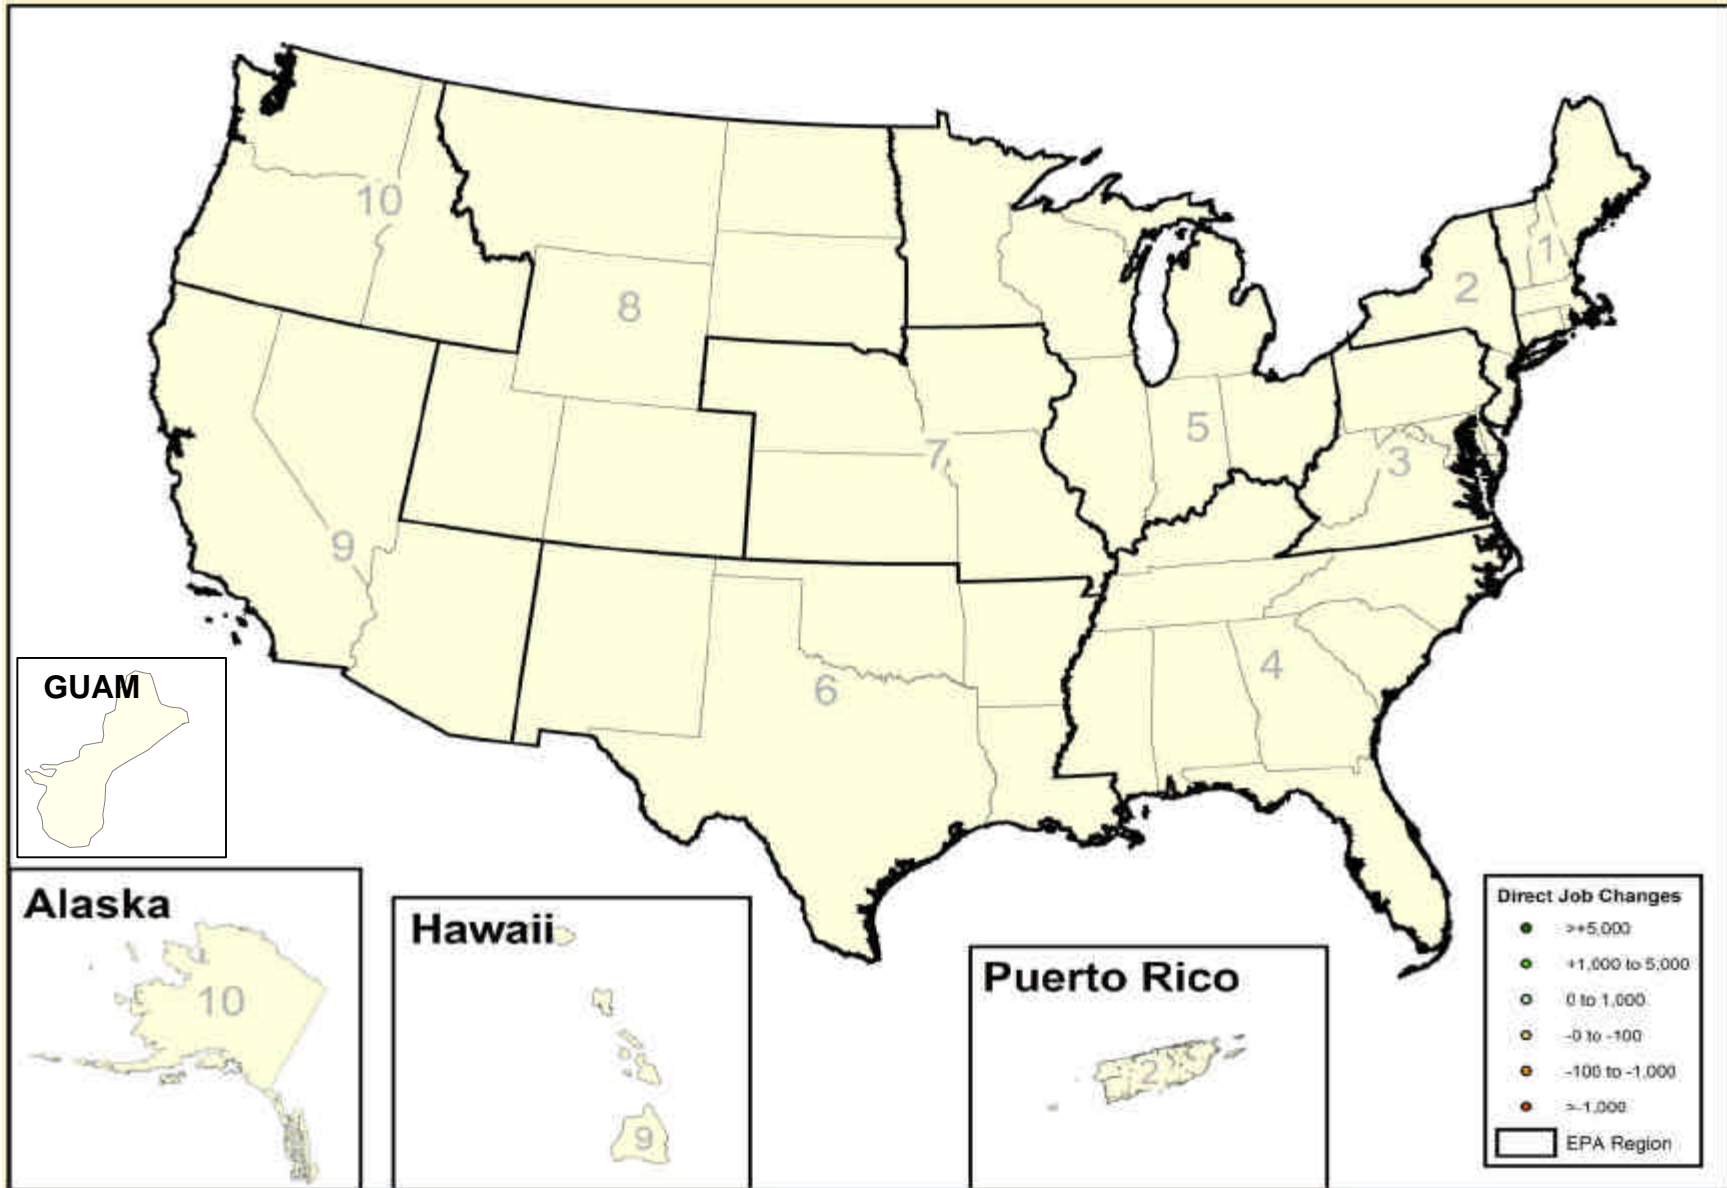 10
1
2
8
5
7
3
9
4
6
GUAM
Alaska
10
Hawaii
9
Puerto Rico
2
Direct Job Changes
>+5,000
+1,000 to 5,000
0 to 1,000
-0 to -100
-100 to -1,000
>-1,000
EPA Region